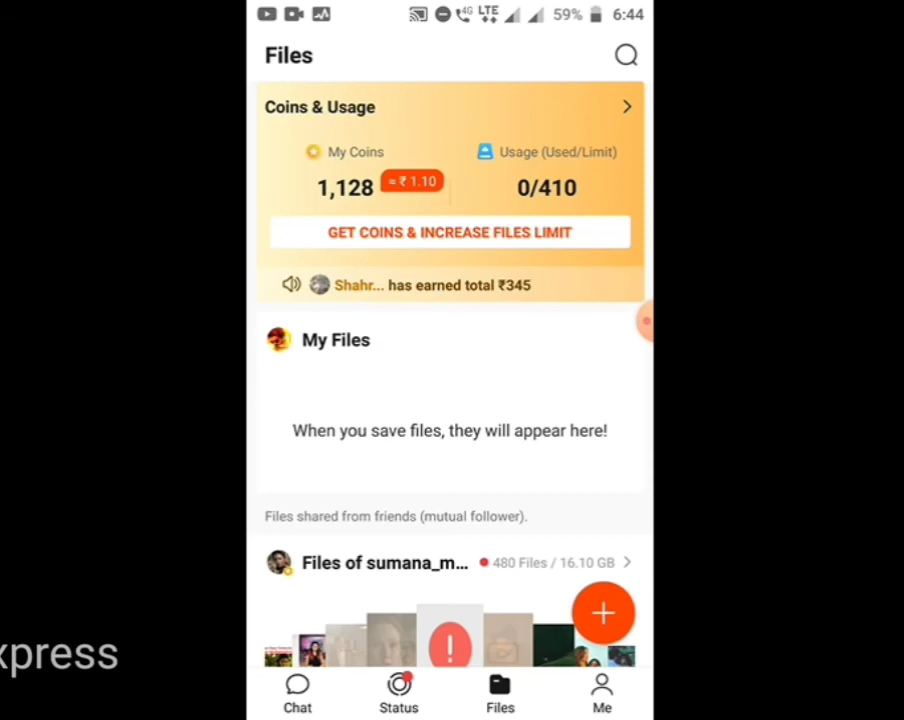 4G LTE 59% 6:44
Files
Coins & Usage
My Coins
Usage (Used/Limit)
1,128 ≈ ₹ 1.10
0/410
GET COINS & INCREASE FILES LIMIT
Shahr... has earned total ₹345
My Files
When you save files, they will appear here!
Files shared from friends (mutual follower).
Files of sumana_m... 480 Files / 16.10 GB
xpress
Chat Status Files Me